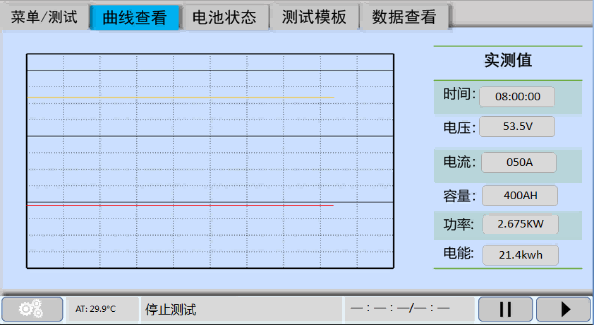 菜单/测试 曲线查看 电池状态 测试模板 数据查看
实测值
时间: 08:00:00
电压: 53.5V
电流: 050A
容量: 400AH
功率: 2.675KW
电能: 21.4kwh
AT: 29.9°C 停止测试 —:—:—/—:—